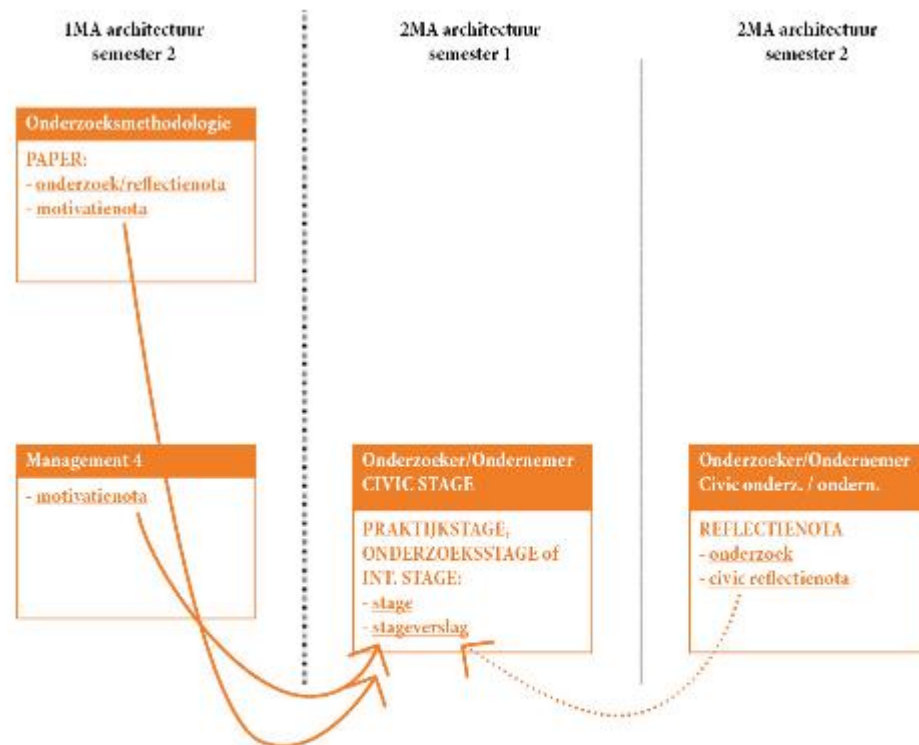 1MA architectuur
semester 2
2MA architectuur
semester 1
2MA architectuur
semester 2
Onderzoeksmethodologie
PAPER:
- onderzoek/reflectienota
- motivatienota
Management 4
- motivatienota
Onderzoeker/Ondernemer
CIVIC STAGE
PRAKTIJKSTAGE,
ONDERZOEKSSTAGE of
INT. STAGE:
- stage
- stageverslag
Onderzoeker/Ondernemer
Civic onderz. / ondern.
REFLECTIENOTA
- onderzoek
- civic reflectienota